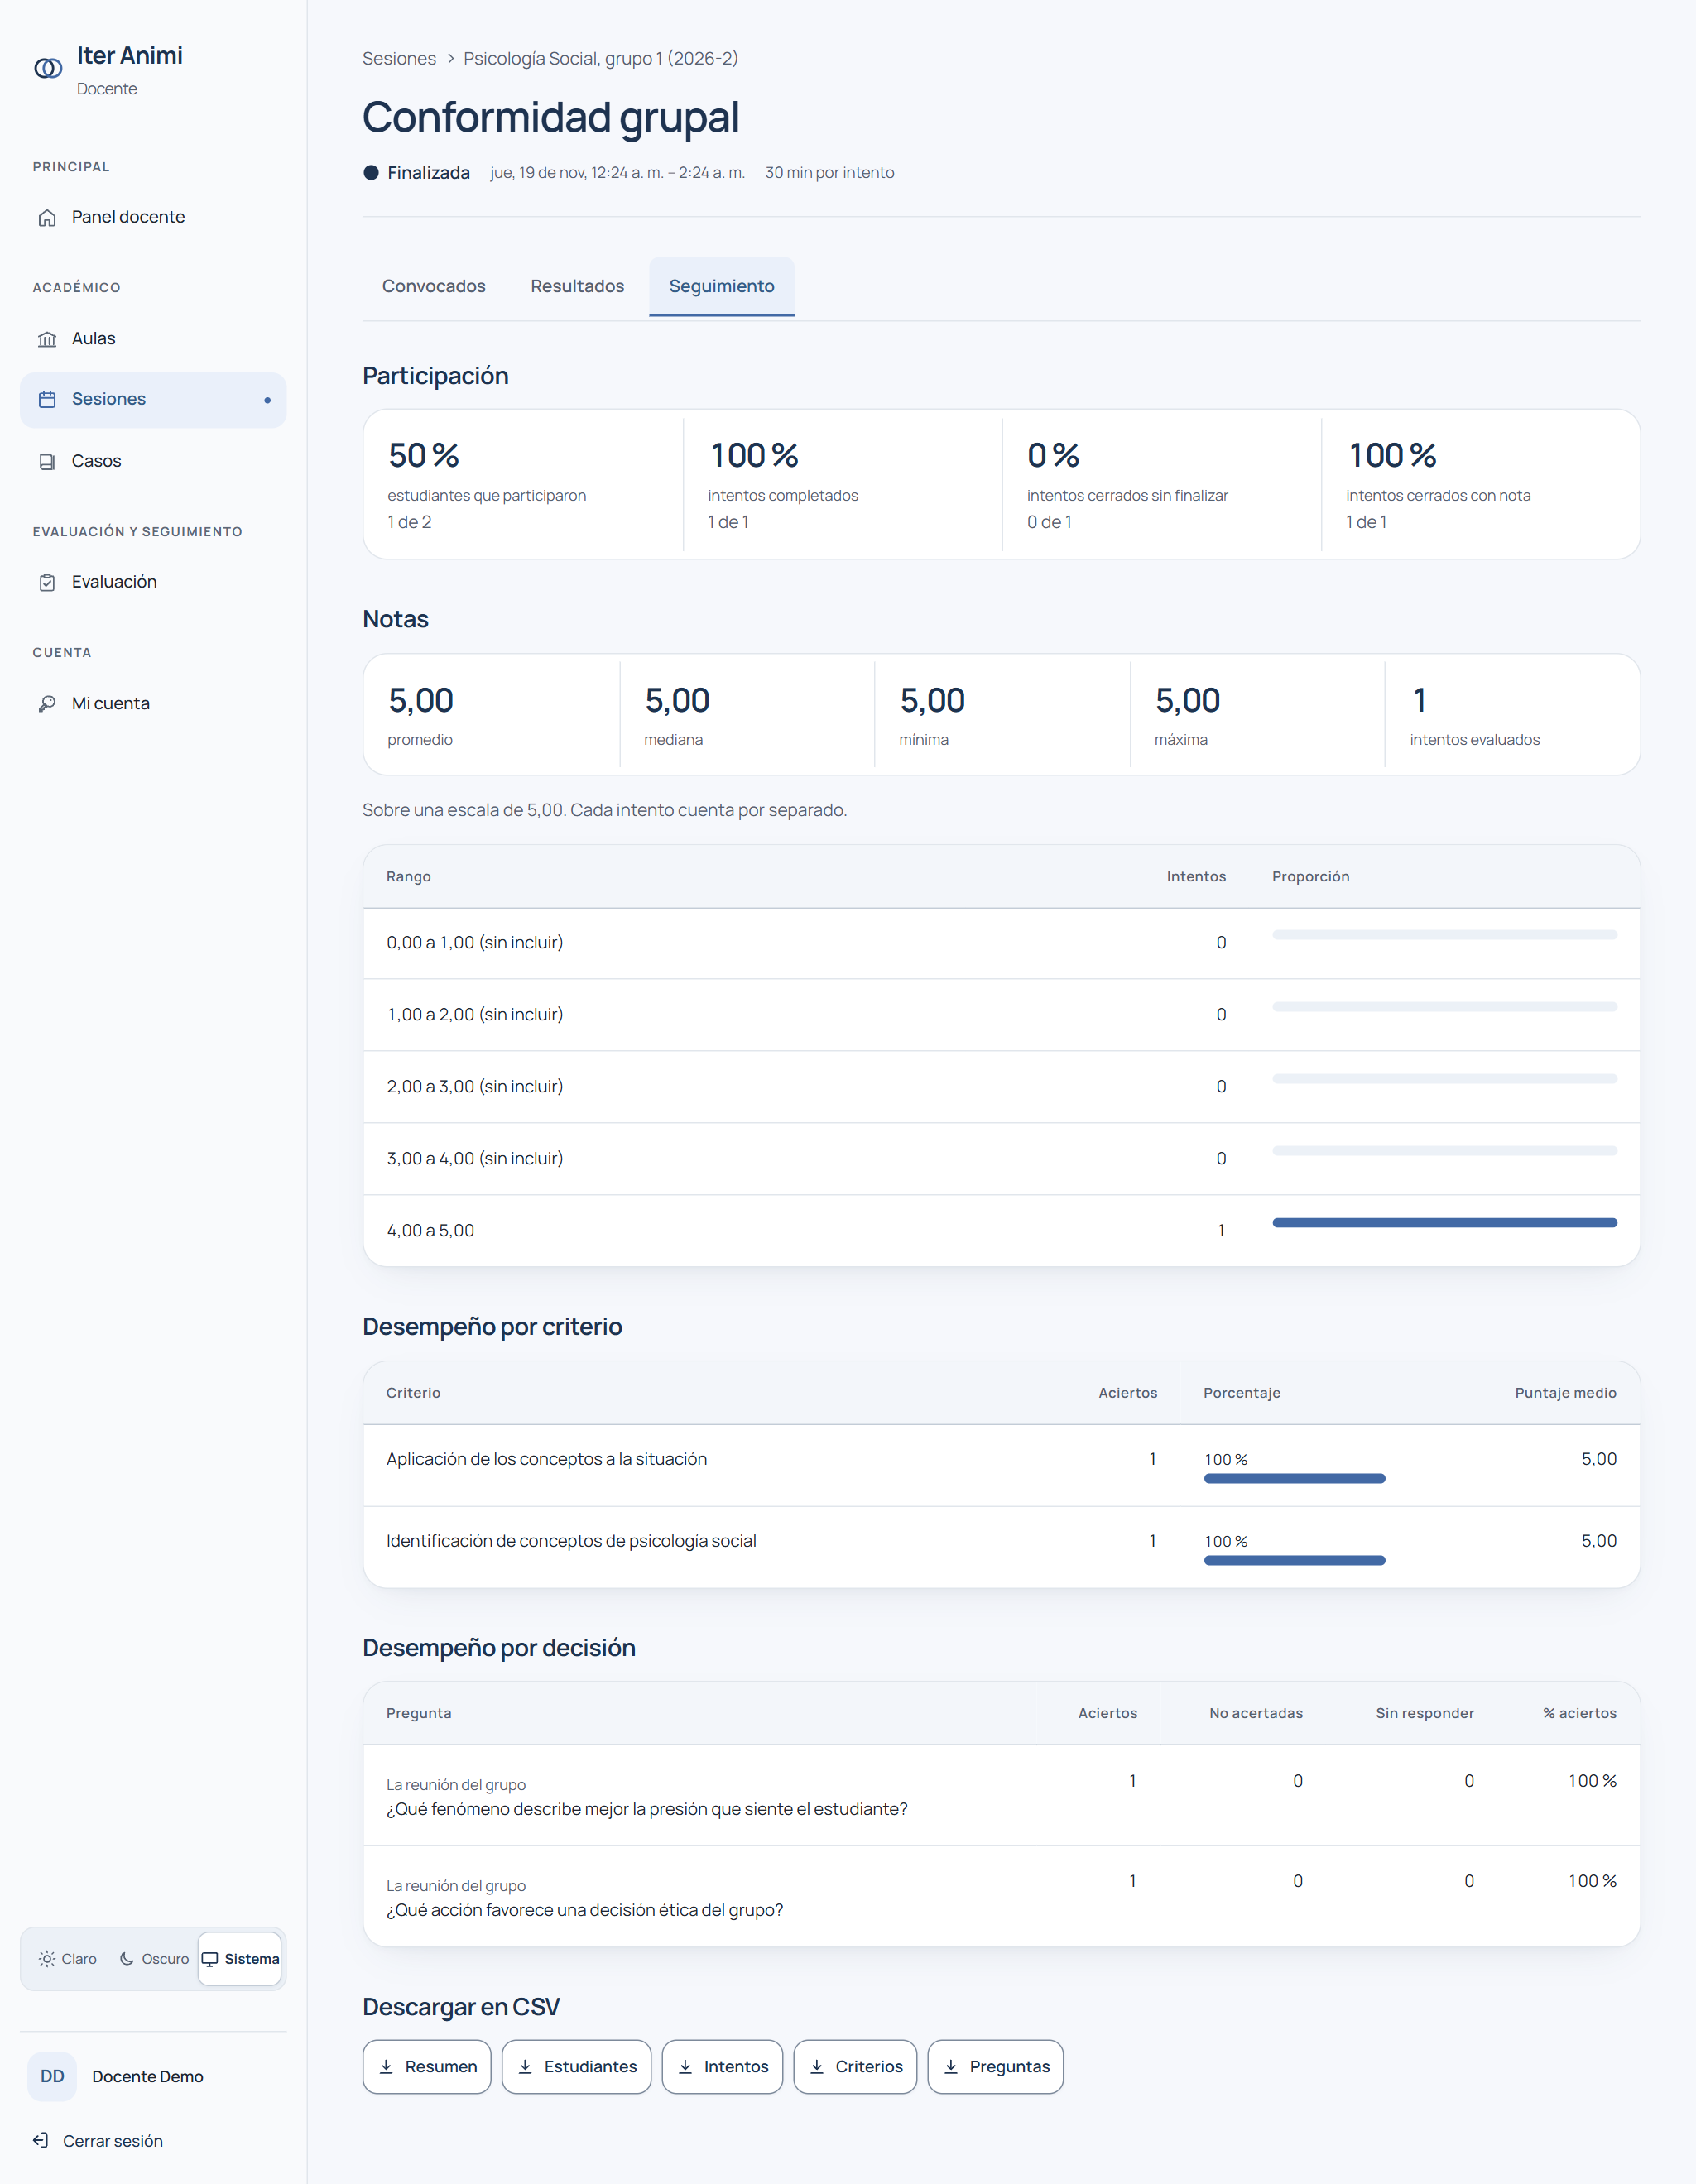 Iter Animi
Docente
PRINCIPAL
Panel docente
ACADÉMICO
Aulas
Sesiones
Casos
EVALUACIÓN Y SEGUIMIENTO
Evaluación
CUENTA
Mi cuenta
Claro
Oscuro
Sistema
DD
Docente Demo
Cerrar sesión
Sesiones > Psicología Social, grupo 1 (2026-2)
Conformidad grupal
Finalizada jue, 19 de nov, 12:24 a. m. – 2:24 a. m. 30 min por intento
Convocados Resultados Seguimiento
Participación
50 % 100 % 0 % 100 %
estudiantes que participaron intentos completados intentos cerrados sin finalizar intentos cerrados con nota
1 de 2 1 de 1 0 de 1 1 de 1
Notas
5,00 5,00 5,00 5,00 1
promedio mediana mínima máxima intentos evaluados
Sobre una escala de 5,00. Cada intento cuenta por separado.
Rango Intentos Proporción
0,00 a 1,00 (sin incluir) 0
1,00 a 2,00 (sin incluir) 0
2,00 a 3,00 (sin incluir) 0
3,00 a 4,00 (sin incluir) 0
4,00 a 5,00 1
Desempeño por criterio
Criterio Aciertos Porcentaje Puntaje medio
Aplicación de los conceptos a la situación 1 100 % 5,00
Identificación de conceptos de psicología social 1 100 % 5,00
Desempeño por decisión
Pregunta Aciertos No acertadas Sin responder % aciertos
La reunión del grupo 1 0 0 100 %
¿Qué fenómeno describe mejor la presión que siente el estudiante?
La reunión del grupo 1 0 0 100 %
¿Qué acción favorece una decisión ética del grupo?
Descargar en CSV
Resumen Estudiantes Intentos Criterios Preguntas